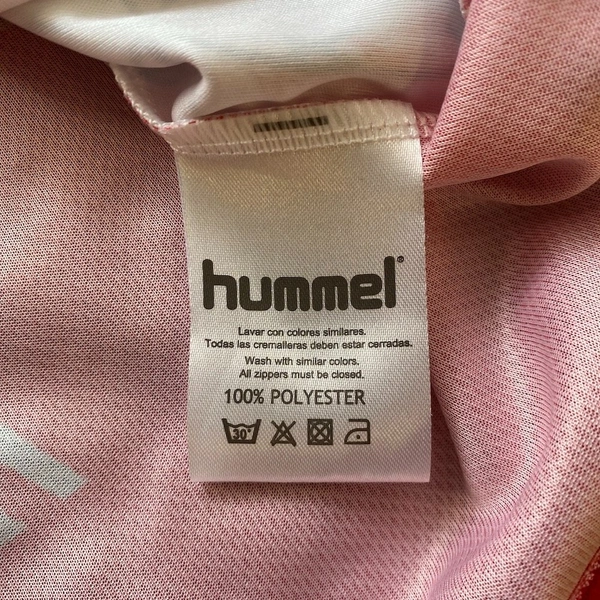 hummel®
Lavar con colores similares.
Todas las cremalleras deben estar cerradas.
Wash with similar colors.
All zippers must be closed.
100% POLYESTER
30°